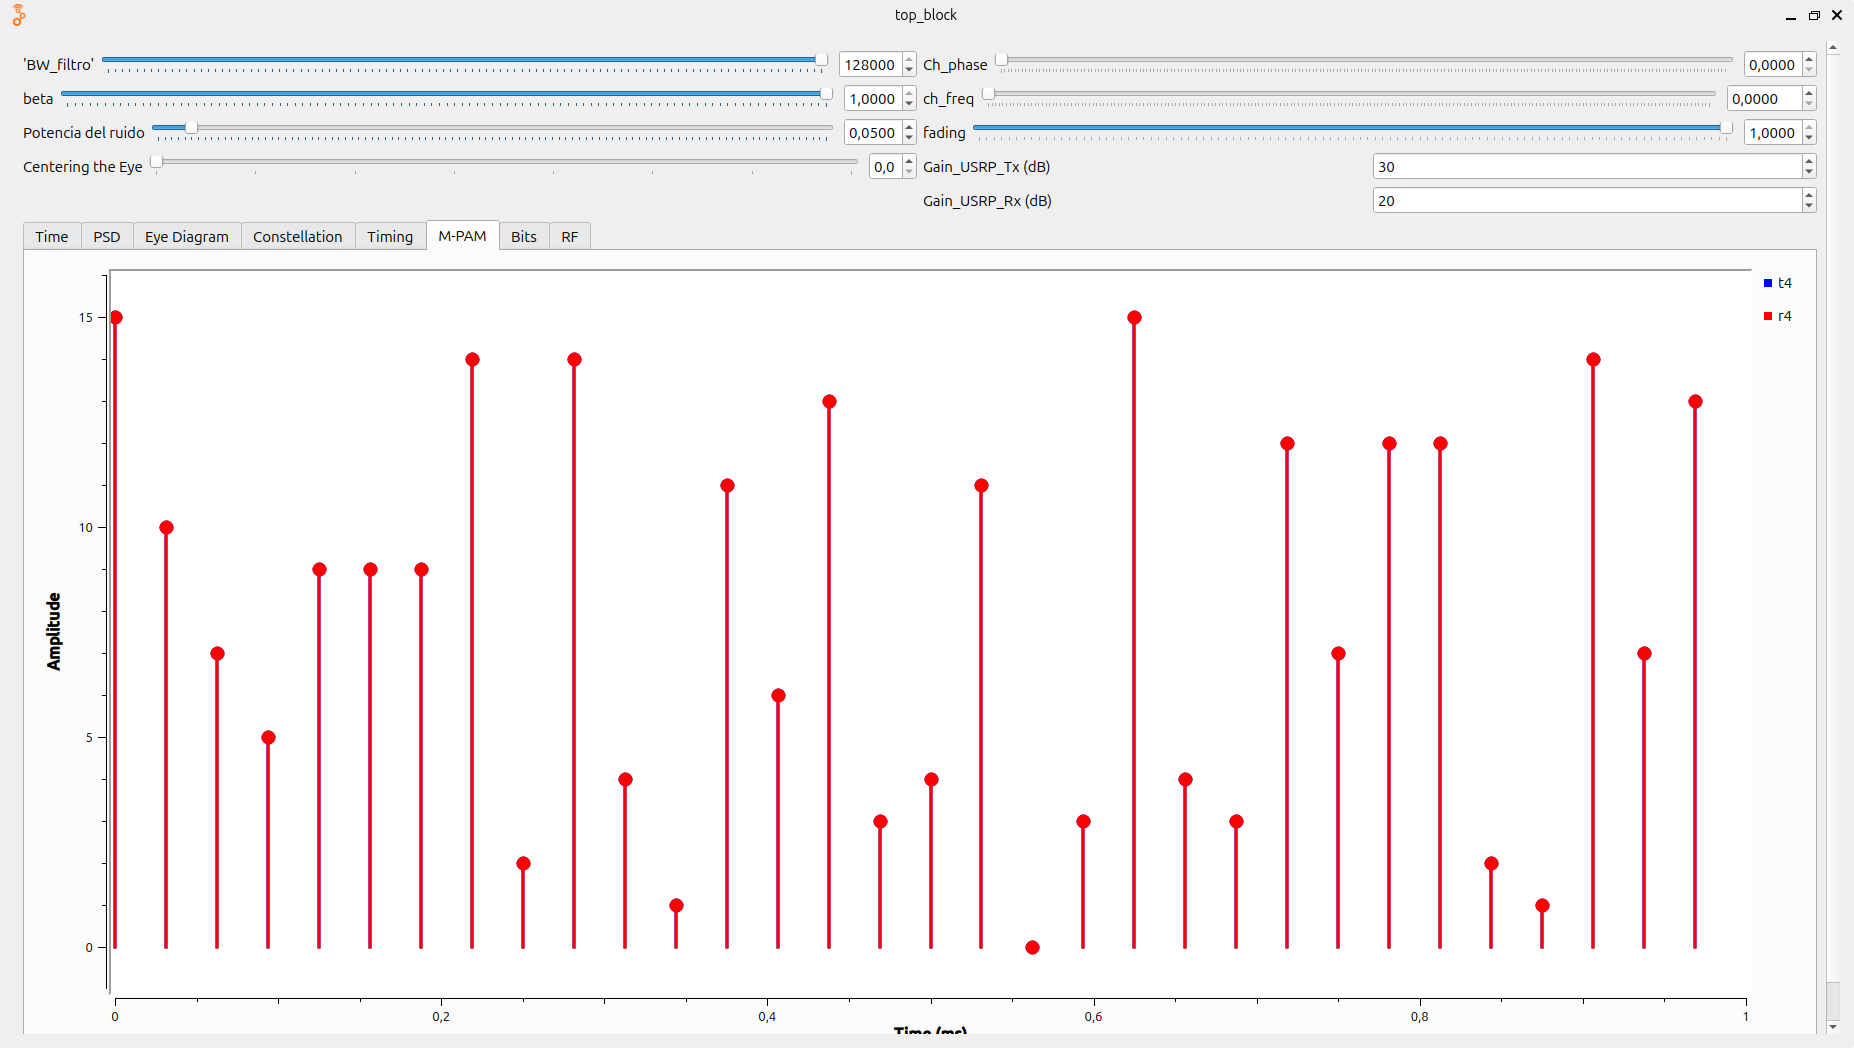 top_block
'BW_filtro' 128000 Ch_phase 0,0000
beta 1,0000 ch_freq 0,0000
Potencia del ruido 0,0500 fading 1,0000
Centering the Eye 0,0 Gain_USRP_Tx (dB) 30
Gain_USRP_Rx (dB) 20
Time PSD Eye Diagram Constellation Timing M-PAM Bits RF
t4
r4
15
10
5
0
Amplitude
0 0,2 0,4 0,6 0,8 1
Time (ms)